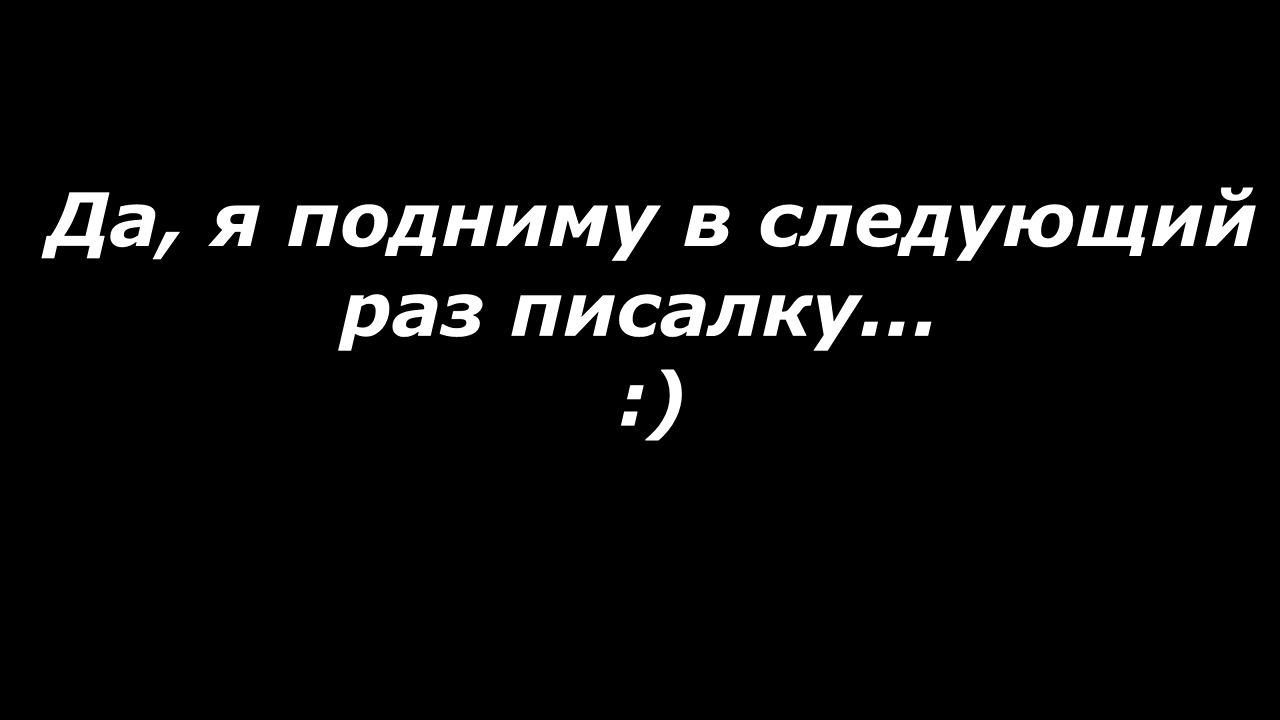 Да, я подниму в следующий
раз писалку...
:)